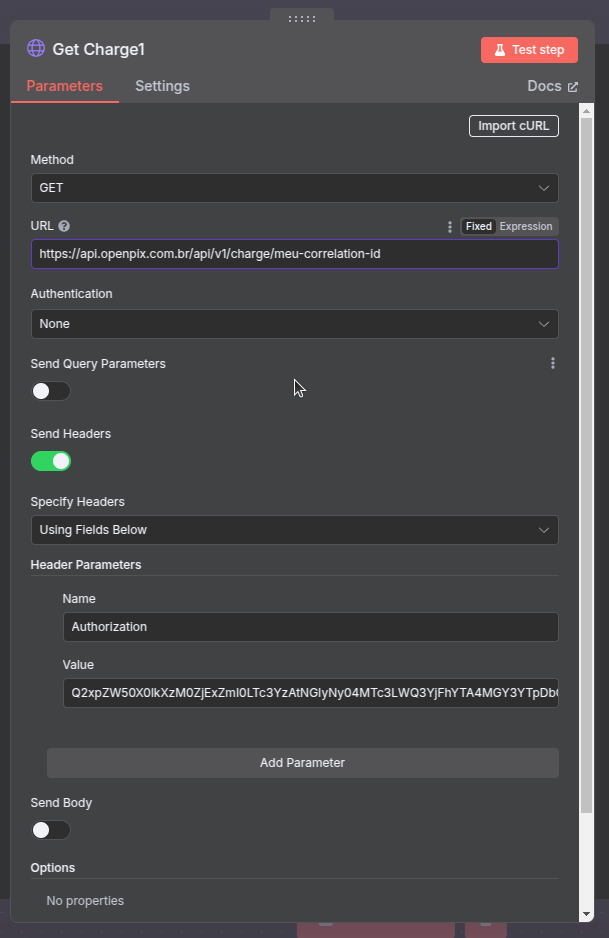 Get Charge1
Test step
Parameters
Settings
Docs
Import cURL
Method
GET
URL
Fixed
Expression
https://api.openpix.com.br/api/v1/charge/meu-correlation-id
Authentication
None
Send Query Parameters
Send Headers
Specify Headers
Using Fields Below
Header Parameters
Name
Authorization
Value
Add Parameter
Send Body
Options
No properties